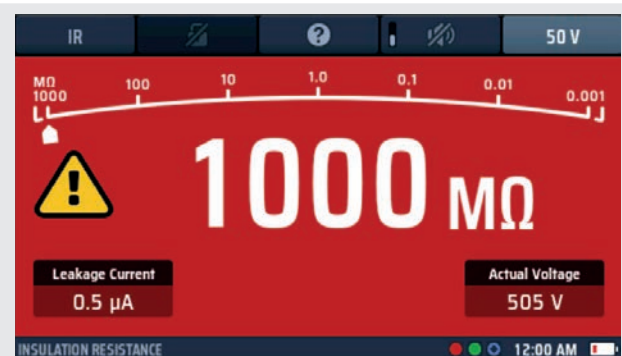 IR ? 50 V
MΩ
1000 100 10 1.0 0.1 0.01 0.001
!
1000 MΩ
Leakage Current Actual Voltage
0.5 µA 505 V
INSULATION RESISTANCE 12:00 AM